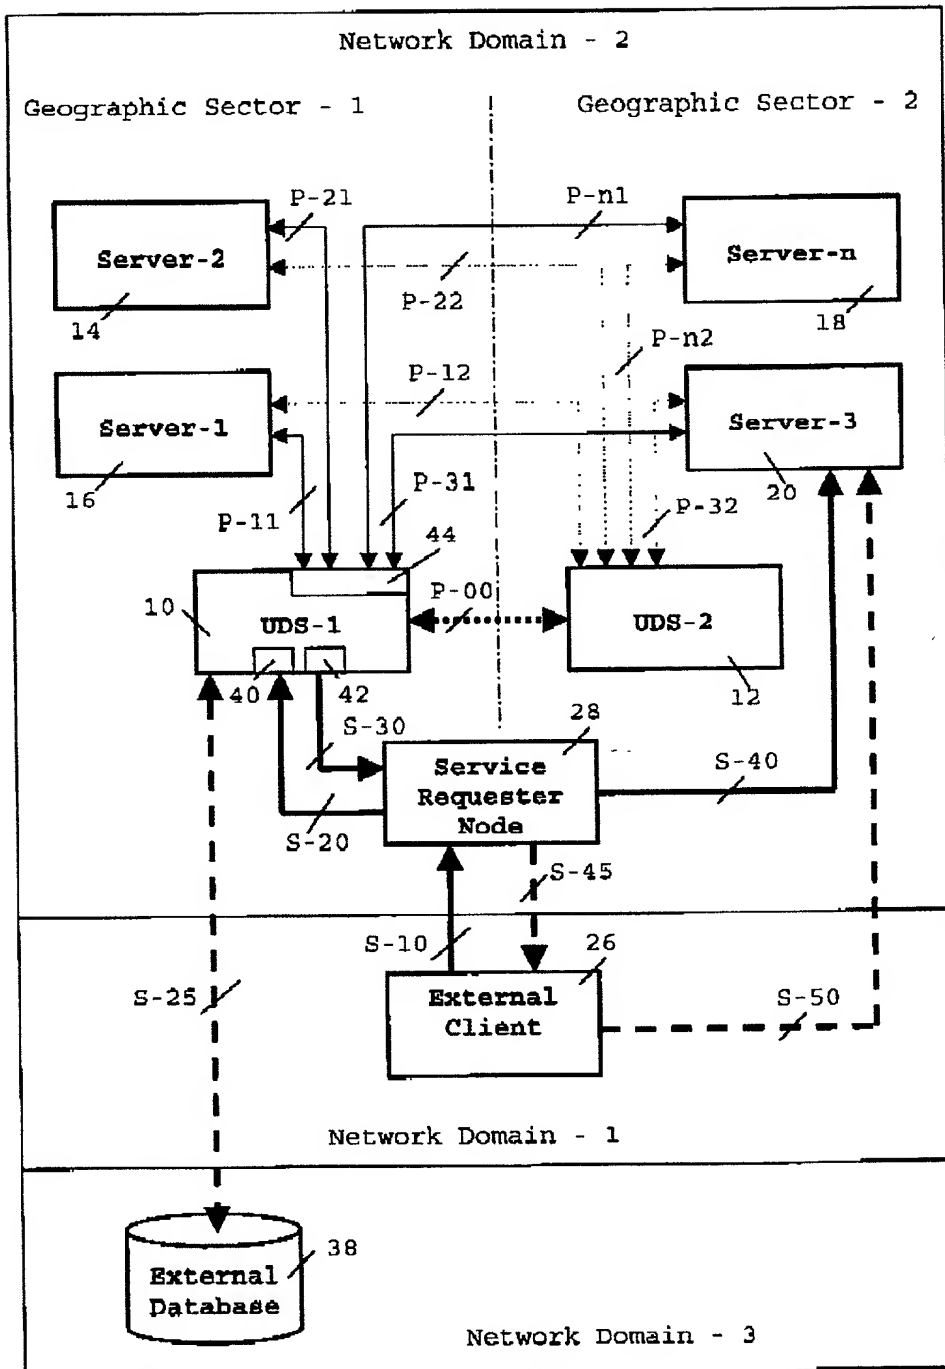 Network Domain - 2
Geographic Sector - 1
Geographic Sector - 2
P-21
P-n1
Server-2
Server-n
14
P-22
18
P-n2
P-12
Server-1
Server-3
16
P-11
P-31
20
P-32
44
10
P-00
UDS-1
UDS-2
40
42
12
S-30
28
Service
Requester
Node
S-40
S-20
S-45
S-10
26
S-25
External
Client
S-50
Network Domain - 1
38
External
Database
Network Domain - 3